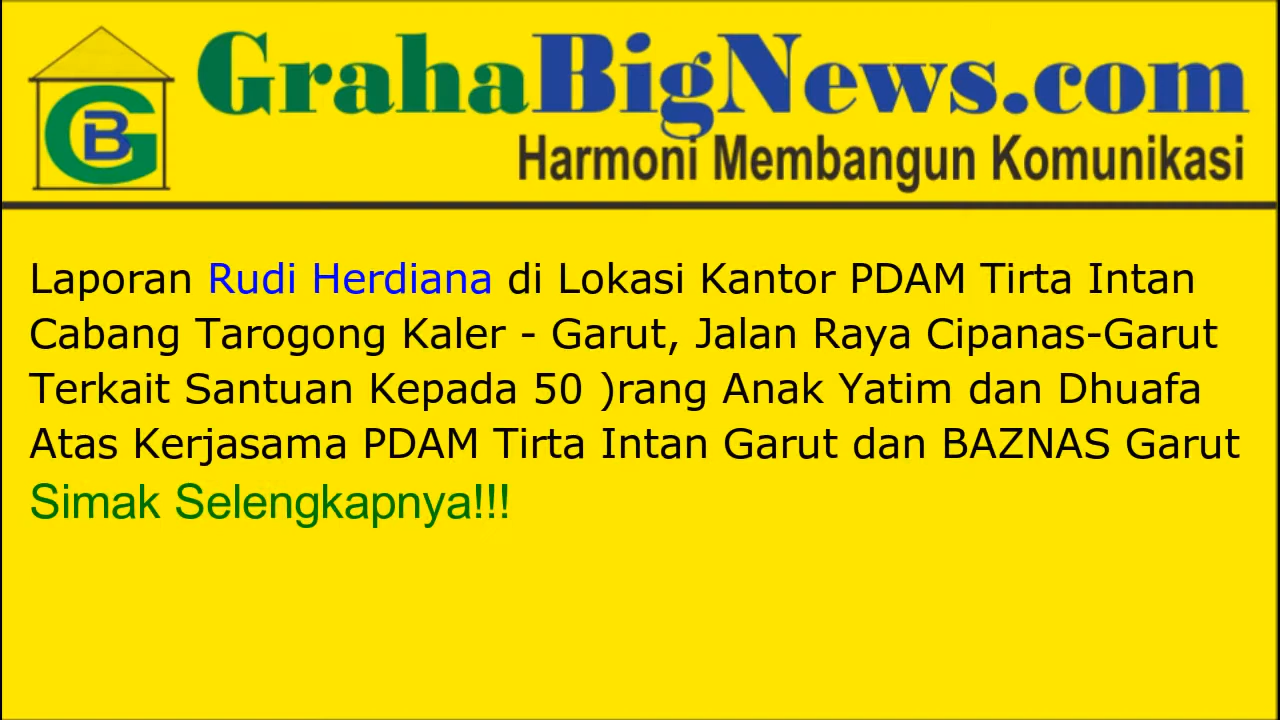 GrahaBigNews.com
GB
Harmoni Membangun Komunikasi
Laporan Rudi Herdiana di Lokasi Kantor PDAM Tirta Intan
Cabang Tarogong Kaler - Garut, Jalan Raya Cipanas-Garut
Terkait Santuan Kepada 50 )rang Anak Yatim dan Dhuafa
Atas Kerjasama PDAM Tirta Intan Garut dan BAZNAS Garut
Simak Selengkapnya!!!